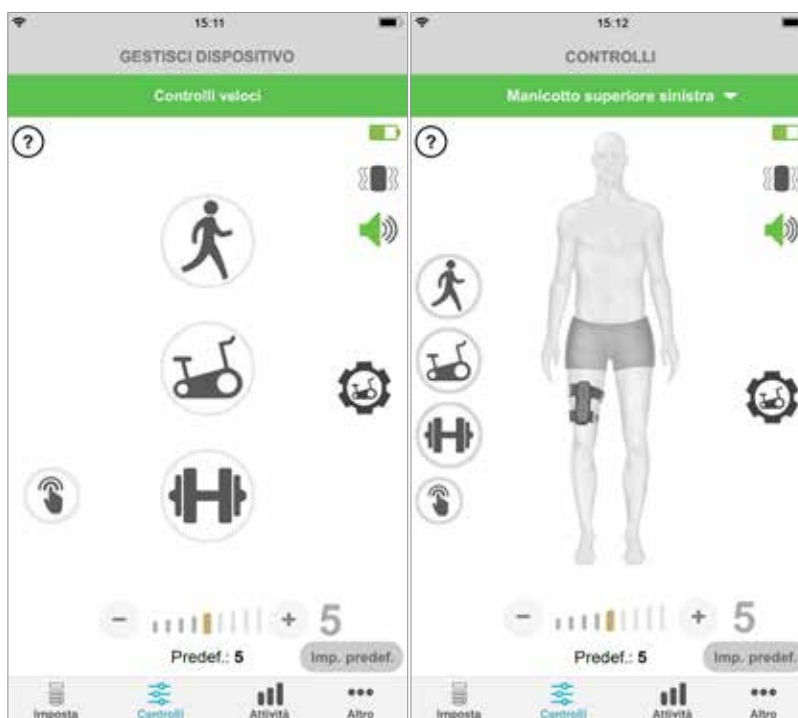 15:11
GESTISCI DISPOSITIVO
Controlli veloci
?
5
Predef.: 5
Imp. predef.
Imposta
Controlli
Attività
Altro
15:12
CONTROLLI
Manicotto superiore sinistra
?
5
Predef.: 5
Imp. predef.
Imposta
Controlli
Attività
Altro